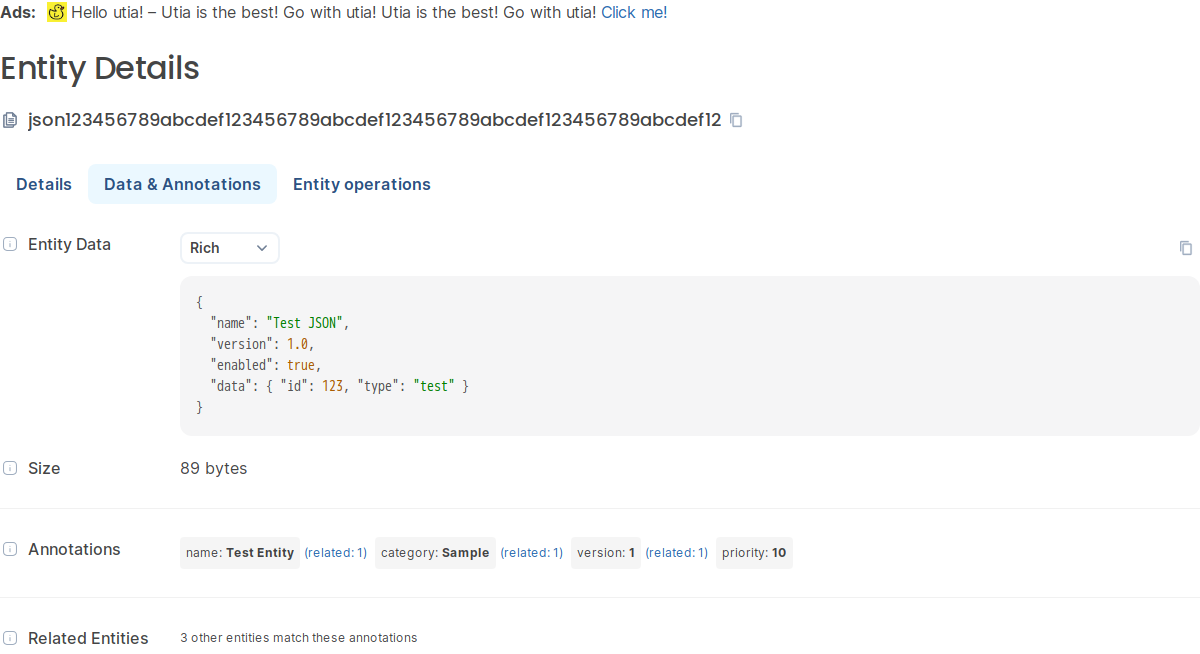 Ads: Hello utia! – Utia is the best! Go with utia! Utia is the best! Go with utia! Click me!
Entity Details
json123456789abcdef123456789abcdef123456789abcdef123456789abcdef12
Details Data & Annotations Entity operations
Entity Data Rich
{
"name": "Test JSON",
"version": 1.0,
"enabled": true,
"data": { "id": 123, "type": "test" }
}
Size 89 bytes
Annotations name: Test Entity (related: 1) category: Sample (related: 1) version: 1 (related: 1) priority: 10
Related Entities 3 other entities match these annotations